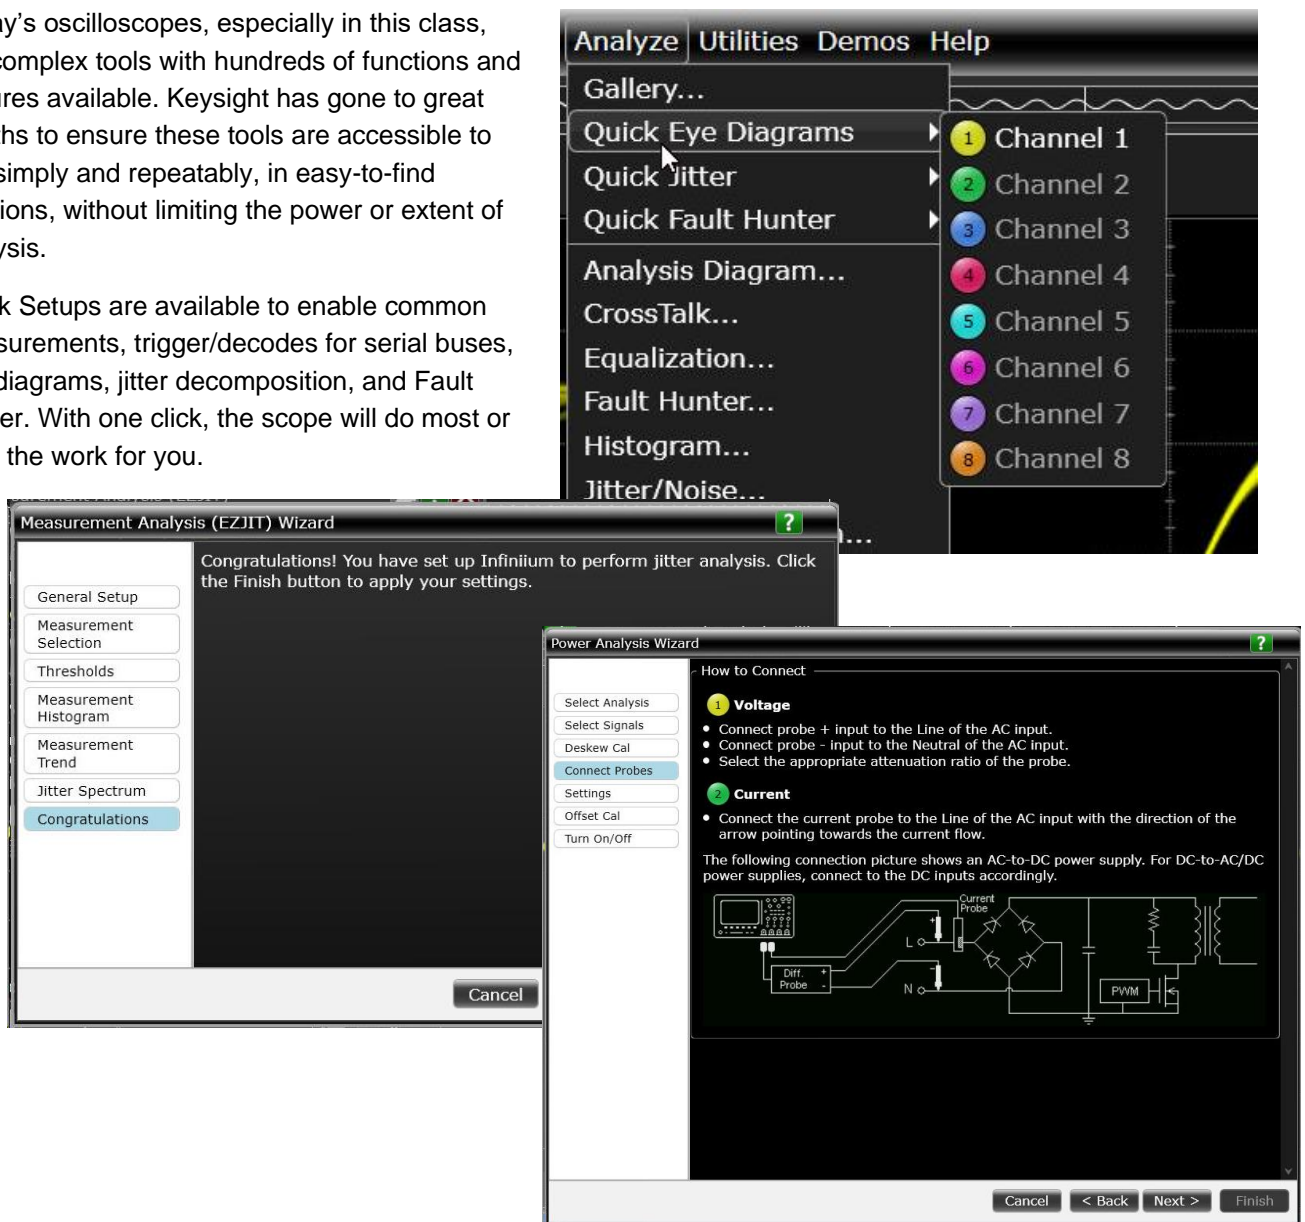 ay's oscilloscopes, especially in this class,
complex tools with hundreds of functions and
ures available. Keysight has gone to great
ths to ensure these tools are accessible to
simply and repeatably, in easy-to-find
tions, without limiting the power or extent of
ysis.
k Setups are available to enable common
surements, trigger/decodes for serial buses,
diagrams, jitter decomposition, and Fault
er. With one click, the scope will do most or
the work for you.
Analyze Utilities Demos Help
Gallery...
Quick Eye Diagrams
Quick Jitter
Quick Fault Hunter
Analysis Diagram...
CrossTalk...
Equalization...
Fault Hunter...
Histogram...
Jitter/Noise...
1 Channel 1
2 Channel 2
3 Channel 3
4 Channel 4
5 Channel 5
6 Channel 6
7 Channel 7
8 Channel 8
Measurement Analysis (EZJIT) Wizard
?
General Setup
Measurement
Selection
Thresholds
Measurement
Histogram
Measurement
Trend
Jitter Spectrum
Congratulations
Congratulations! You have set up Infiniium to perform jitter analysis. Click
the Finish button to apply your settings.
Cancel
Power Analysis Wizard
?
Select Analysis
Select Signals
Deskew Cal
Connect Probes
Settings
Offset Cal
Turn On/Off
How to Connect
1 Voltage
• Connect probe + input to the Line of the AC input.
• Connect probe - input to the Neutral of the AC input.
• Select the appropriate attenuation ratio of the probe.
2 Current
• Connect the current probe to the Line of the AC input with the direction of the
arrow pointing towards the current flow.
The following connection picture shows an AC-to-DC power supply. For DC-to-AC/DC
power supplies, connect to the DC inputs accordingly.
Current
Probe
+
L
Diff. +
Probe -
-
N
PWM
Cancel < Back Next > Finish